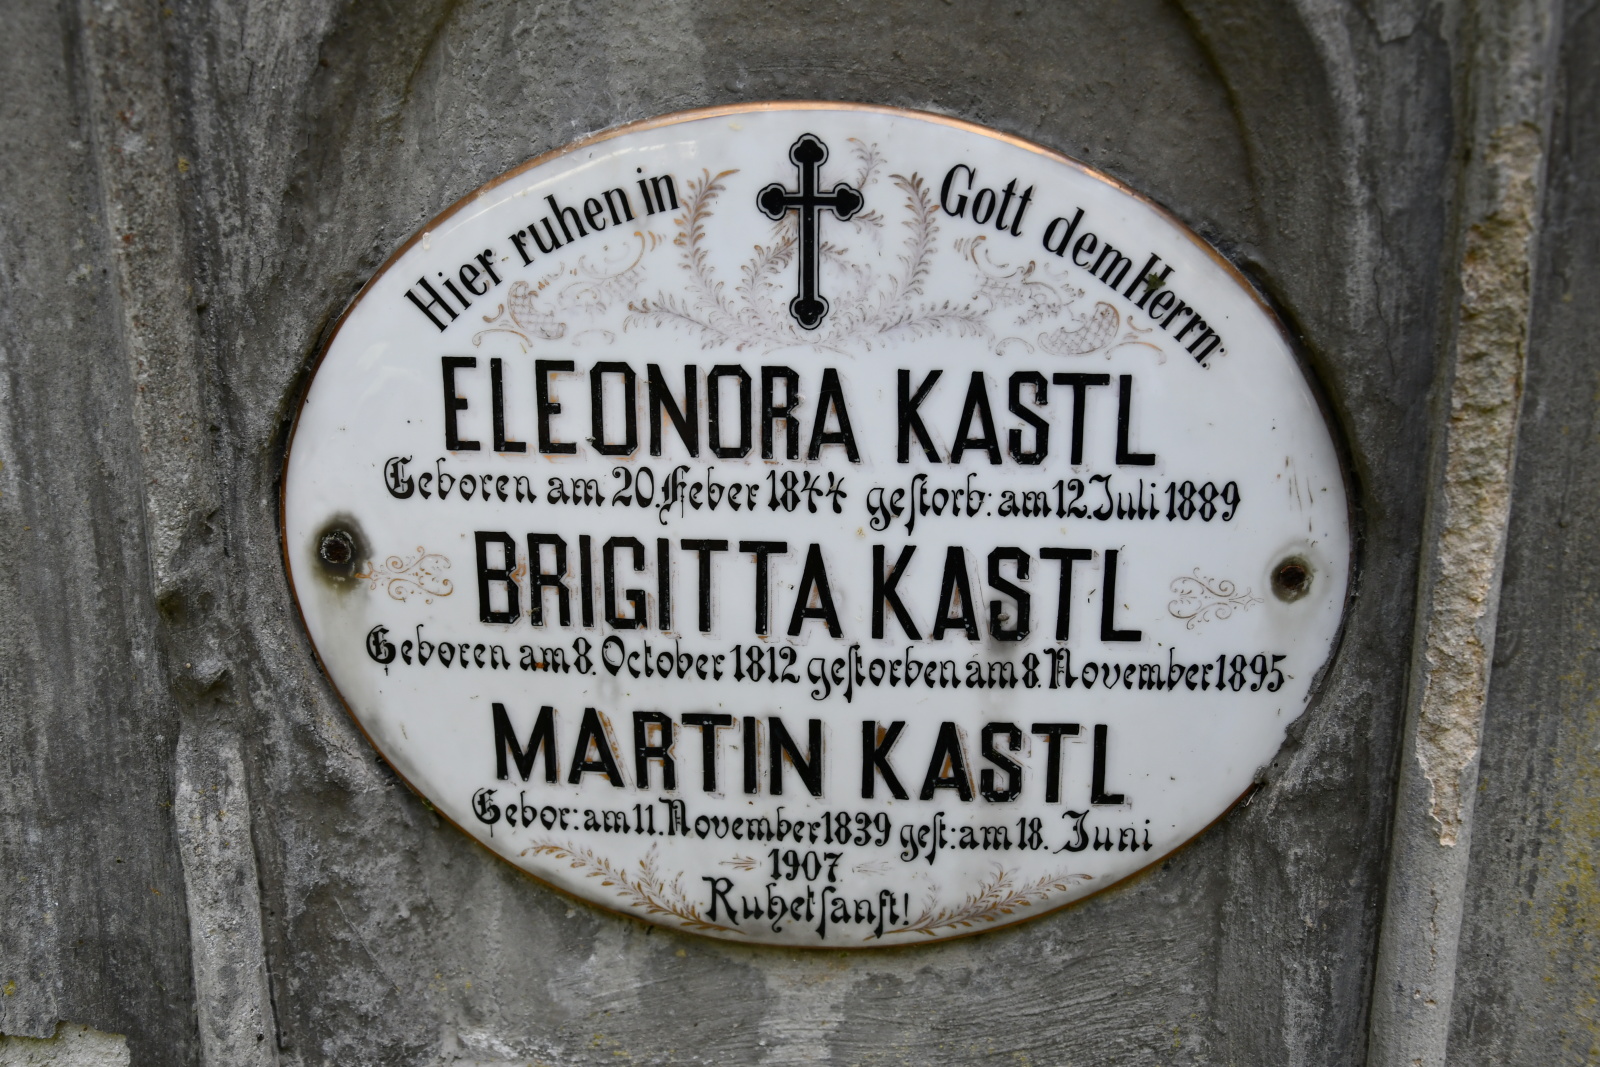 Hier ruhen in Gott dem Herrn:
ELEONORA KASTL
Geboren am 20. Feber 1844 gestorb: am 12. Juli 1889
BRIGITTA KASTL
Geboren am 8. October 1812 gestorben am 8. November 1895
MARTIN KASTL
Gebor: am 11. November 1839 gest: am 18. Juni
1907
Ruhet sanft!